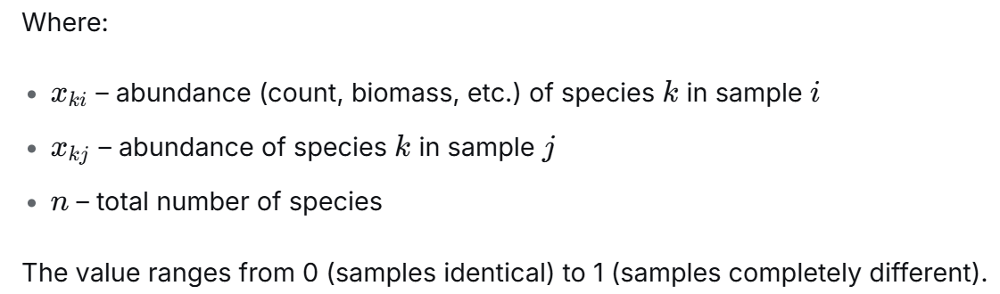 Where:
• $x_{ki}$ – abundance (count, biomass, etc.) of species $k$ in sample $i$
• $x_{kj}$ – abundance of species $k$ in sample $j$
• $n$ – total number of species
The value ranges from 0 (samples identical) to 1 (samples completely different).